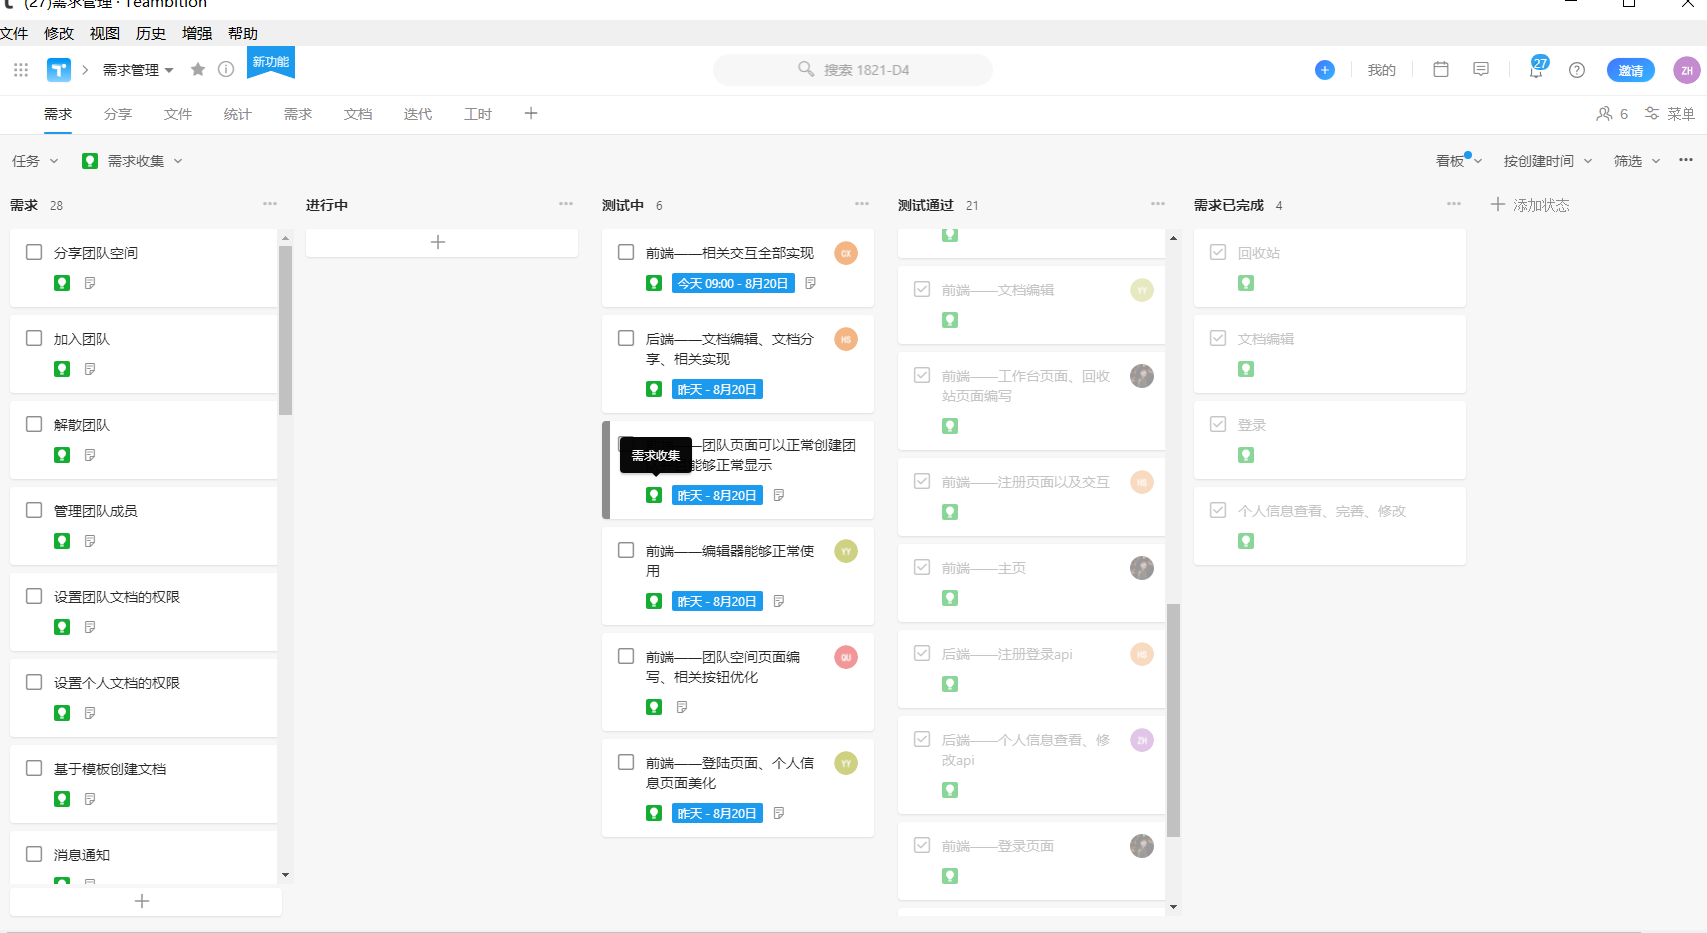 (27)需求管理 · Teambition
文件 修改 视图 历史 增强 帮助
需求管理
新功能
搜索 1821-D4
我的
27
邀请
ZH
需求 分享 文件 统计 需求 文档 迭代 工时
6 菜单
任务 需求收集
看板 按创建时间 筛选
需求 28
分享团队空间
加入团队
解散团队
管理团队成员
设置团队文档的权限
设置个人文档的权限
基于模板创建文档
消息通知
进行中
测试中 6
前端——相关交互全部实现
CX
今天 09:00 - 8月20日
后端——文档编辑、文档分
享、相关实现
HS
昨天 - 8月20日
——团队页面可以正常创建团
能够正常显示
需求收集
昨天 - 8月20日
前端——编辑器能够正常使
用
YY
昨天 - 8月20日
前端——团队空间页面编
写、相关按钮优化
QU
前端——登陆页面、个人信
息页面美化
YY
昨天 - 8月20日
测试通过 21
前端——文档编辑
YY
前端——工作台页面、回收
站页面编写
前端——注册页面以及交互
HS
前端——主页
后端——注册登录api
HS
后端——个人信息查看、修
改api
ZH
前端——登录页面
需求已完成 4
回收站
文档编辑
登录
个人信息查看、完善、修改
添加状态